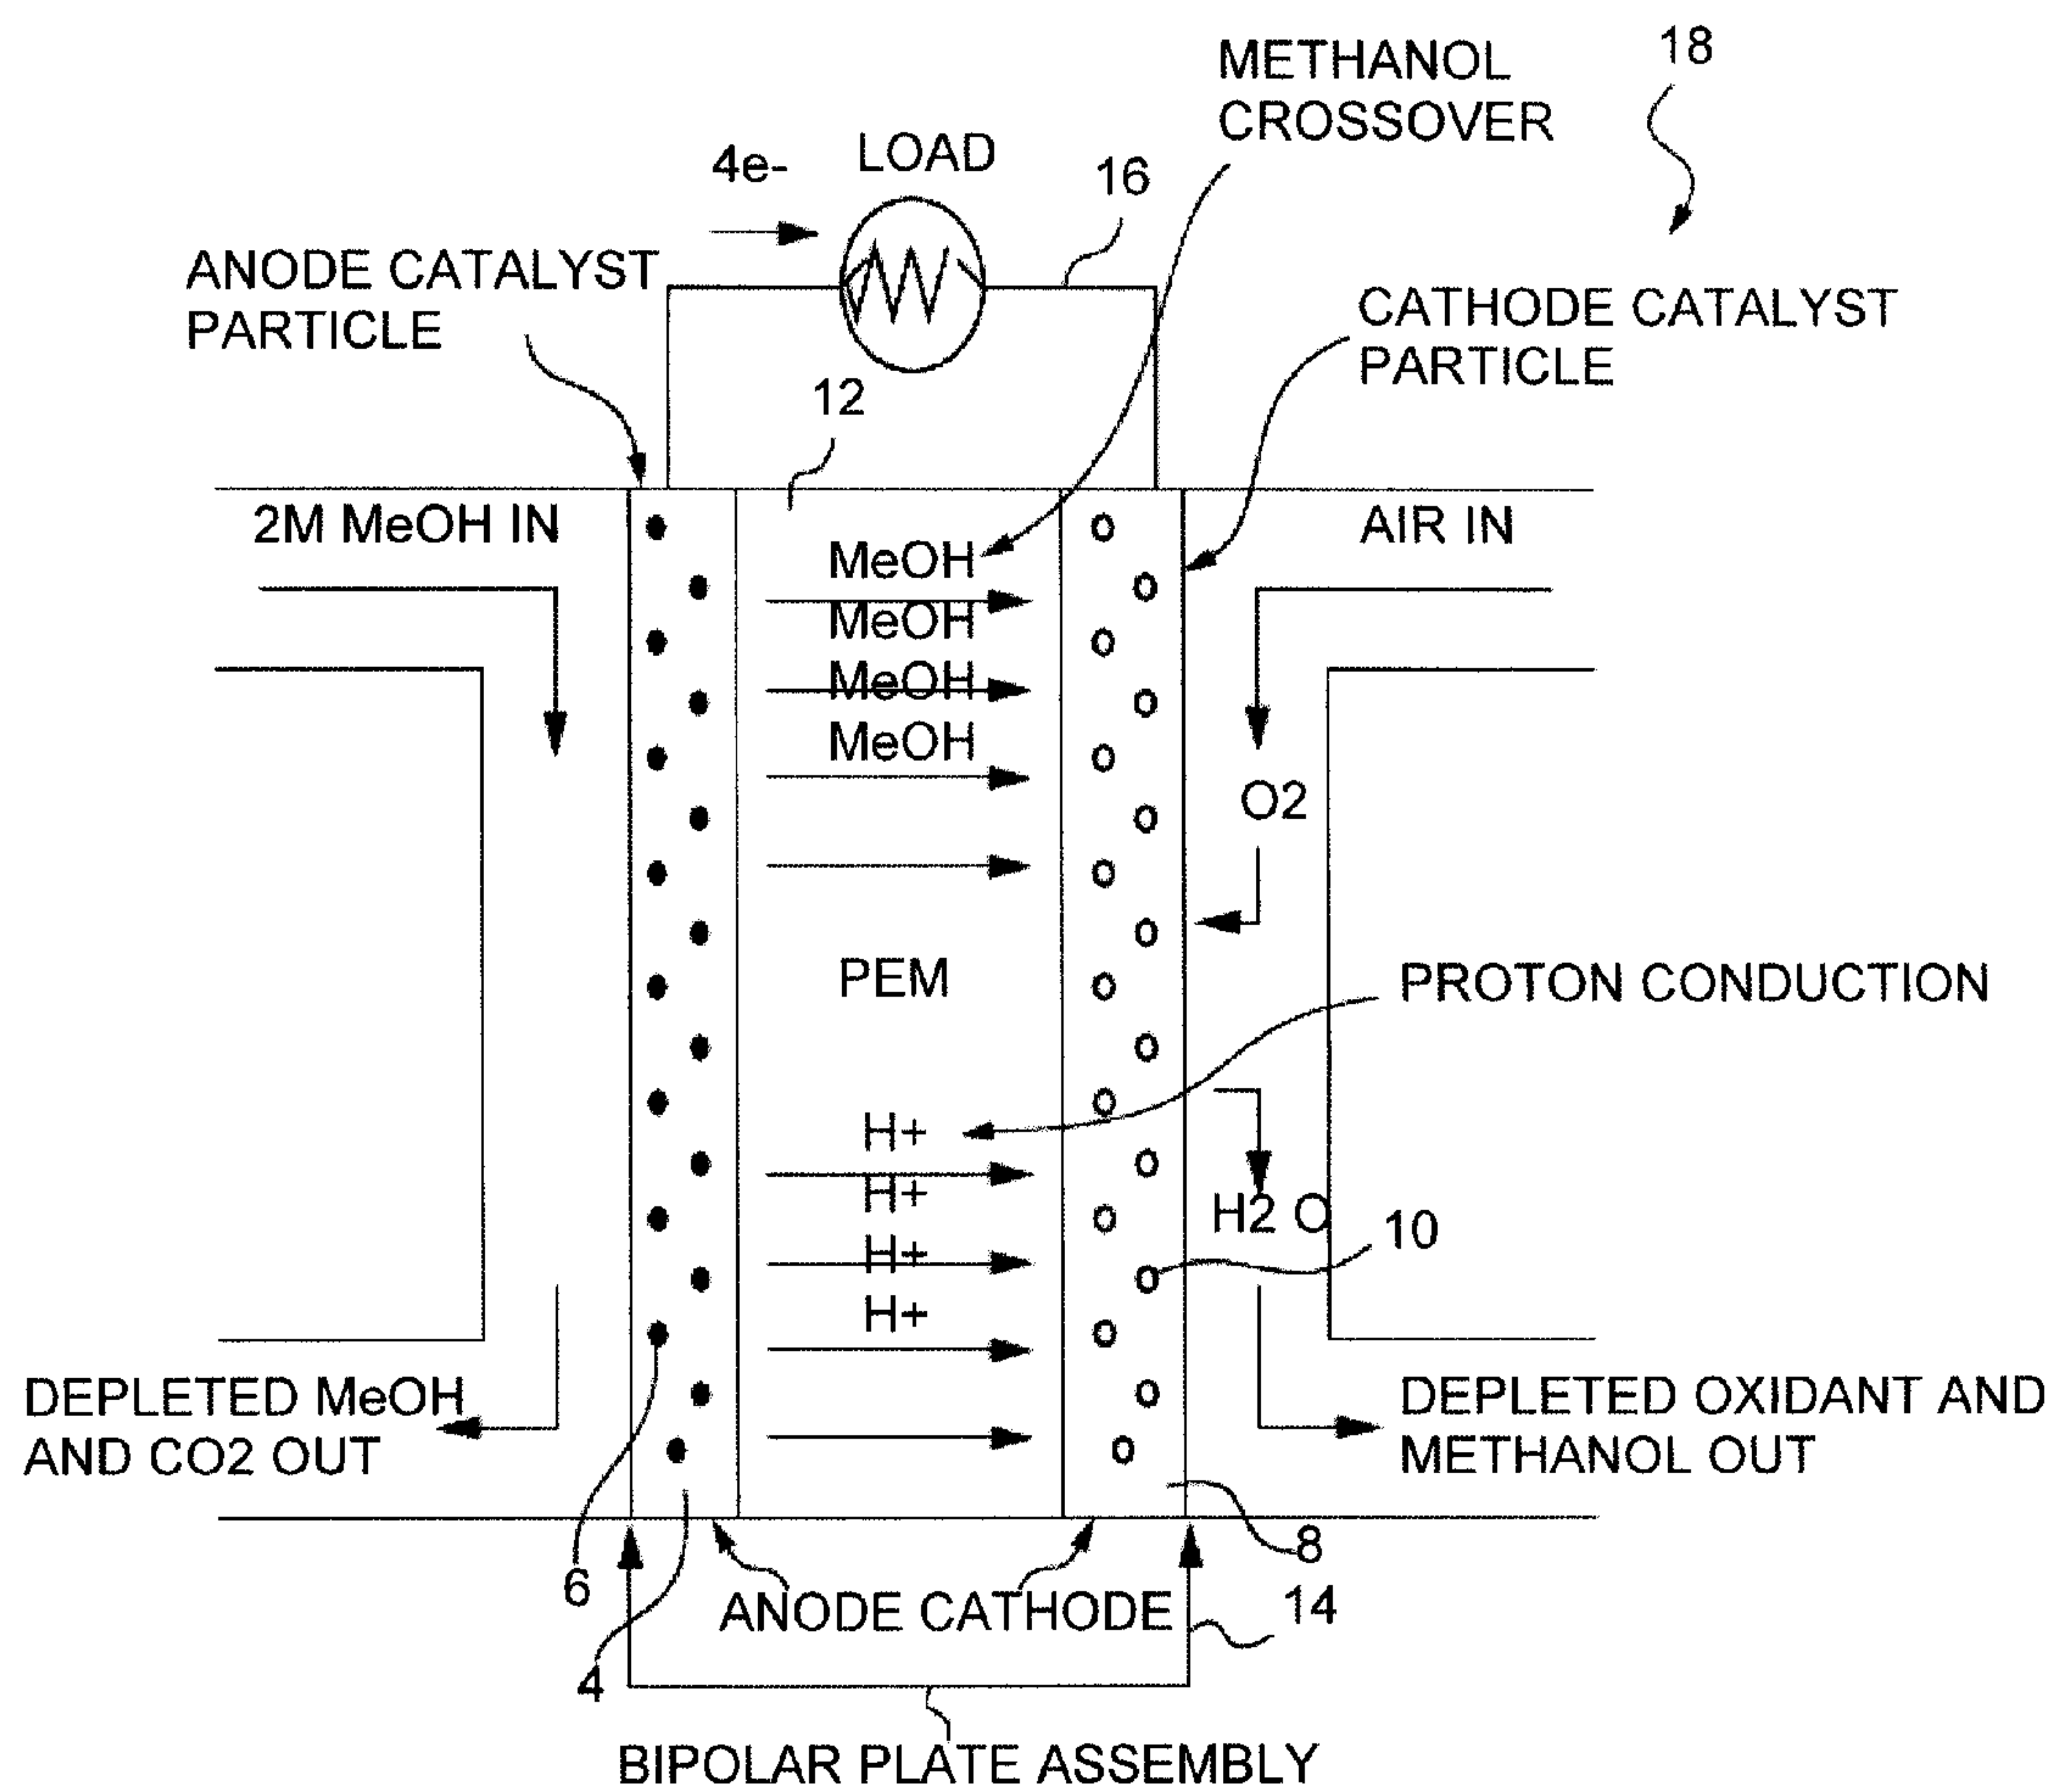 METHANOL
CROSSOVER
18
4e-
LOAD
16
ANODE CATALYST
PARTICLE
CATHODE CATALYST
PARTICLE
12
2M MeOH IN
AIR IN
MeOH
MeOH
MeOH
MeOH
O2
PEM
PROTON CONDUCTION
H+
H+
H+
H+
H2 O
10
DEPLETED MeOH
AND CO2 OUT
DEPLETED OXIDANT AND
METHANOL OUT
6
4
ANODE CATHODE
8
14
BIPOLAR PLATE ASSEMBLY